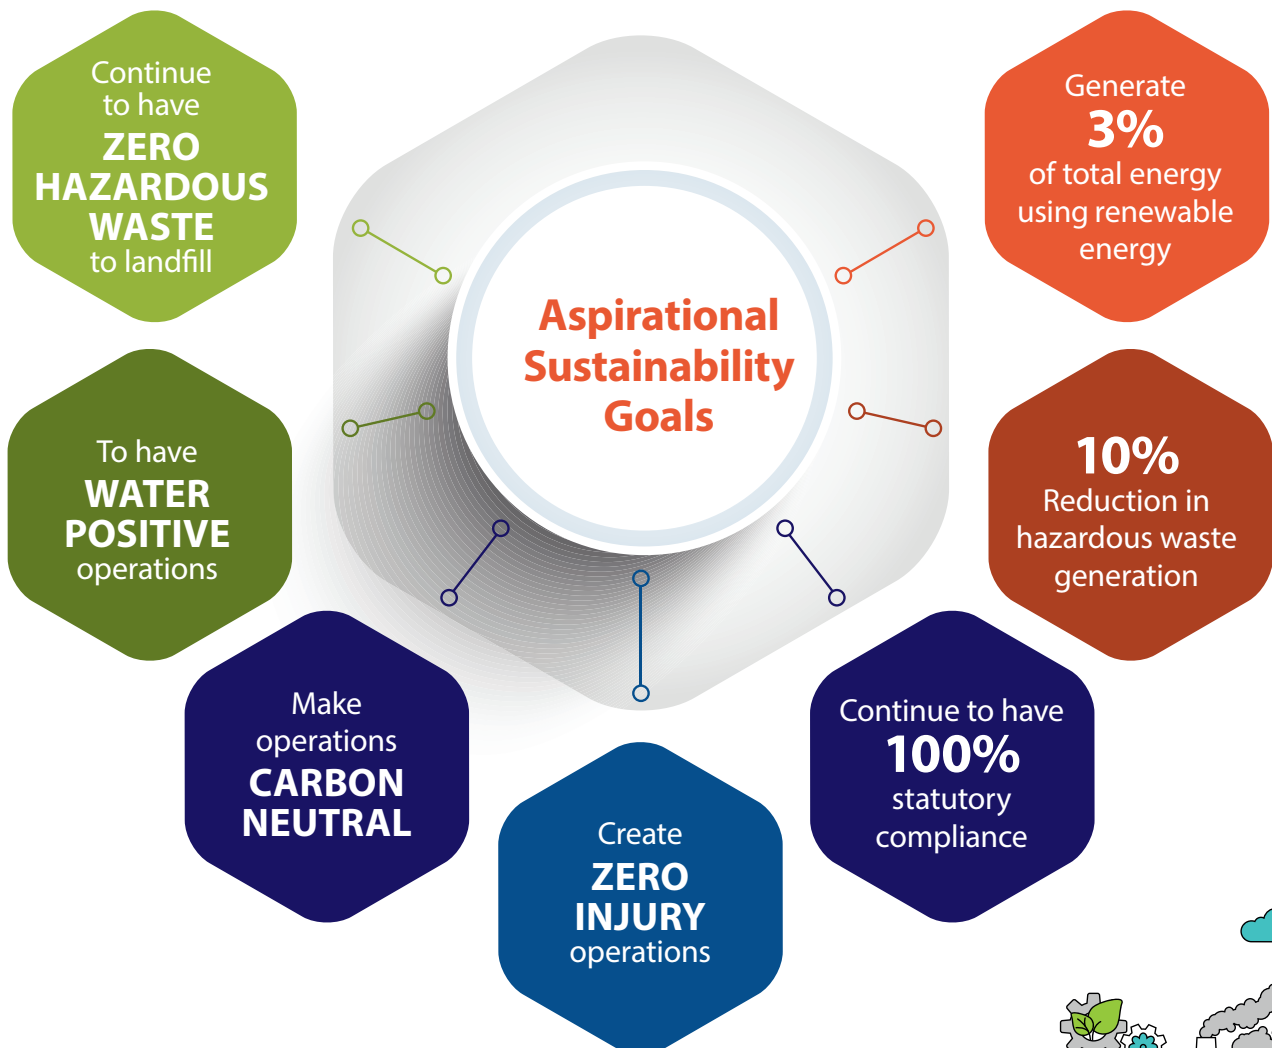 Continue
to have
ZERO
HAZARDOUS
WASTE
to landfill
Generate
3%
of total energy
using renewable
energy
Aspirational
Sustainability
Goals
To have
WATER
POSITIVE
operations
10%
Reduction in
hazardous waste
generation
Make
operations
CARBON
NEUTRAL
Continue to have
100%
statutory
compliance
Create
ZERO
INJURY
operations